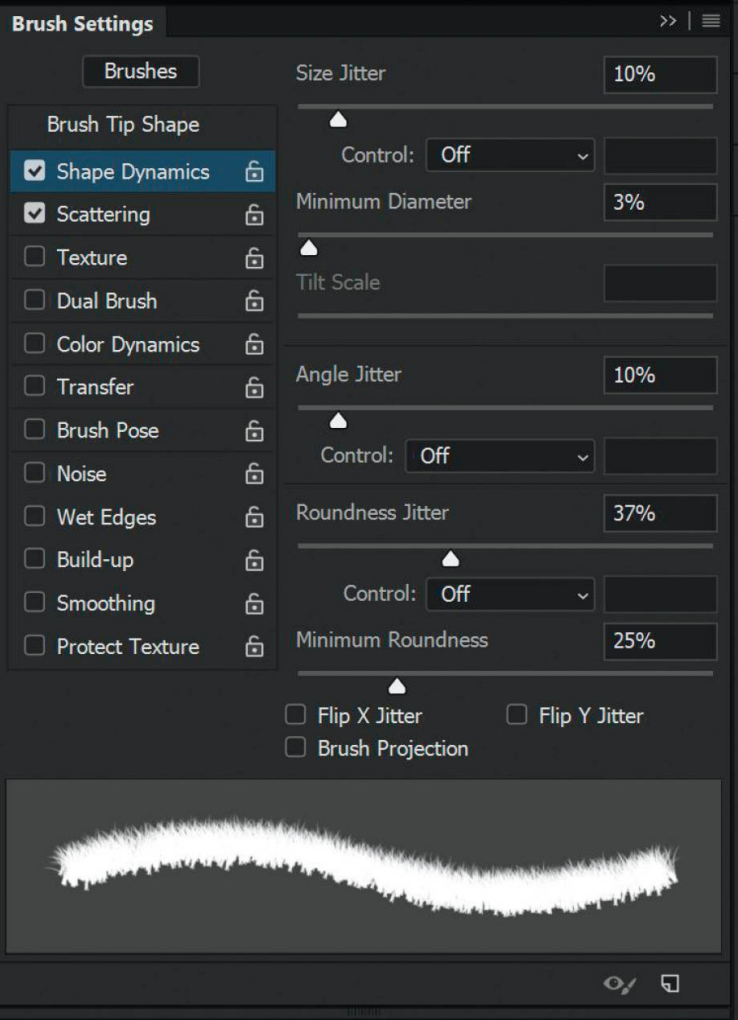 Brush Settings
Brushes
Brush Tip Shape
Shape Dynamics
Scattering
Texture
Dual Brush
Color Dynamics
Transfer
Brush Pose
Noise
Wet Edges
Build-up
Smoothing
Protect Texture
Size Jitter 10%
Control: Off
Minimum Diameter 3%
Tilt Scale
Angle Jitter 10%
Control: Off
Roundness Jitter 37%
Control: Off
Minimum Roundness 25%
Flip X Jitter Flip Y Jitter
Brush Projection